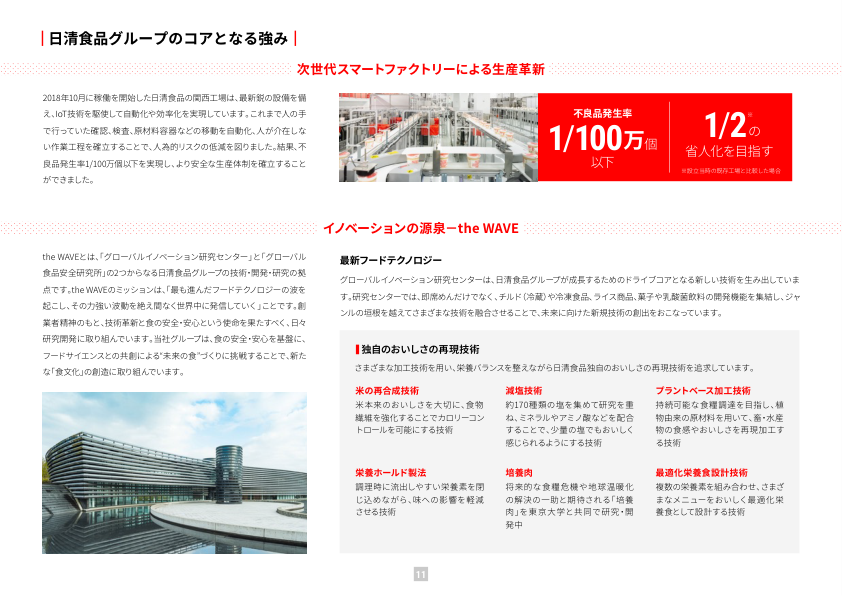 日清食品グループのコアとなる強み
次世代スマートファクトリーによる生産革新
2018年10月に稼働を開始した日清食品の関西工場は、最新鋭の設備を備
え、IoT技術を駆使して自動化や効率化を実現しています。これまで人の手
で行っていた確認、検査、原材料容器などの移動を自動化、人が介在しな
い作業工程を確立することで、人為的リスクの低減を図りました。結果、不
良品発生率1/100万個以下を実現し、より安全な生産体制を確立すること
ができました。
不良品発生率
1/100万個
以下
1/2※の
省人化を目指す
※設立当時の既存工場と比較した場合
イノベーションの源泉ーthe WAVE
the WAVEとは、「グローバルイノベーション研究センター」と「グローバル
食品安全研究所」の2つからなる日清食品グループの技術・開発・研究の拠
点です。the WAVEのミッションは、「最も進んだフードテクノロジーの波を
起こし、その力強い波動を絶え間なく世界中に発信していく」ことです。創
業者精神のもと、技術革新と食の安全・安心という使命を果たすべく、日々
研究開発に取り組んでいます。当社グループは、食の安全・安心を基盤に、
フードサイエンスとの共創による“未来の食”づくりに挑戦することで、新た
な「食文化」の創造に取り組んでいます。
最新フードテクノロジー
グローバルイノベーション研究センターは、日清食品グループが成長するためのドライブコアとなる新しい技術を生み出していま
す。研究センターでは、即席めんだけでなく、チルド（冷蔵）や冷凍食品、ライス商品、菓子や乳酸菌飲料の開発機能を集結し、ジャ
ンルの垣根を越えてさまざまな技術を融合させることで、未来に向けた新規技術の創出をおこなっています。
独自のおいしさの再現技術
さまざまな加工技術を用い、栄養バランスを整えながら日清食品独自のおいしさの再現技術を追求しています。
米の再合成技術
米本来のおいしさを大切に、食物
繊維を強化することでカロリーコン
トロールを可能にする技術
減塩技術
約170種類の塩を集めて研究を重
ね、ミネラルやアミノ酸などを配合
することで、少量の塩でもおいしく
感じられるようにする技術
プラントベース加工技術
持続可能な食糧調達を目指し、植
物由来の原材料を用いて、畜・水産
物の食感やおいしさを再現加工す
る技術
栄養ホールド製法
調理時に流出しやすい栄養素を閉
じ込めながら、味への影響を軽減
させる技術
培養肉
将来的な食糧危機や地球温暖化
の解決の一助と期待される「培養
肉」を東京大学と共同で研究・開
発中
最適化栄養食設計技術
複数の栄養素を組み合わせ、さまざ
まなメニューをおいしく最適化栄
養食として設計する技術
11